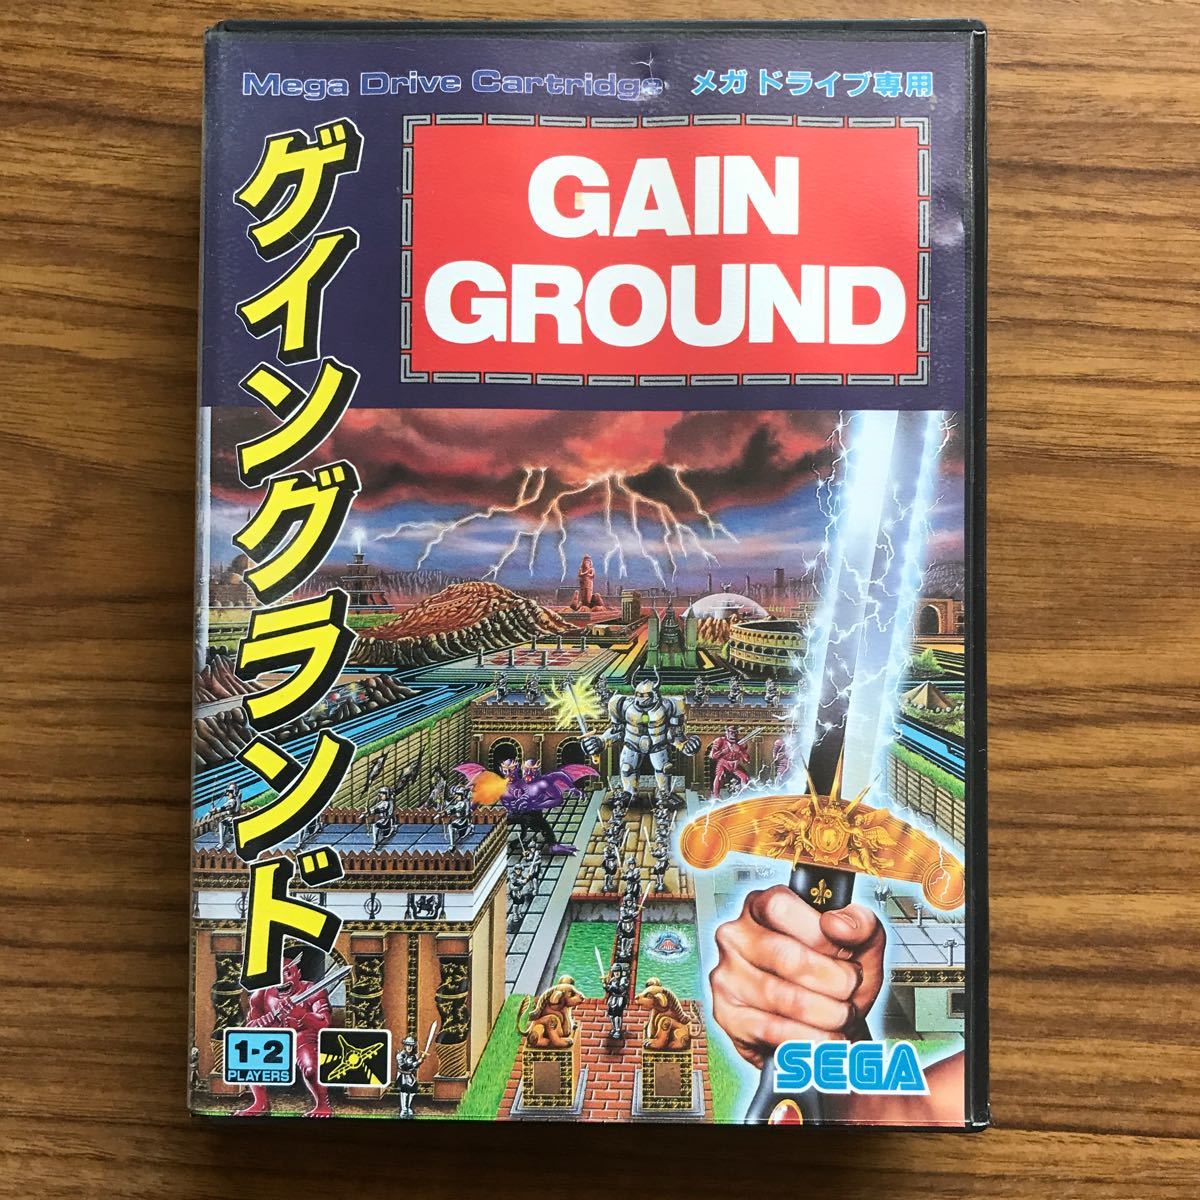 Mega Drive Cartridge メガドライブ専用
ゲイングランド
GAIN
GROUND
1-2
PLAYERS
SEGA